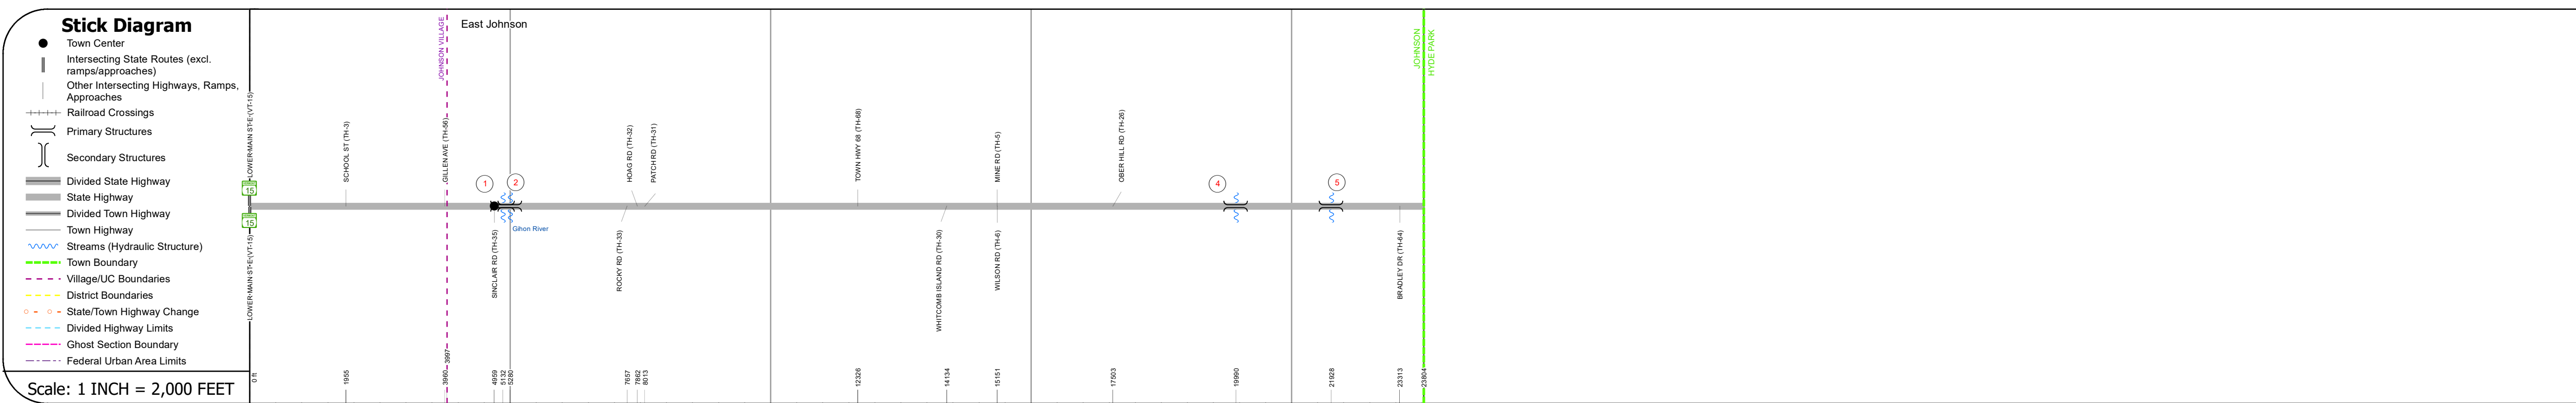 Stick Diagram
Town Center
Intersecting State Routes (excl.
ramps/approaches)
Other Intersecting Highways, Ramps,
Approaches
Railroad Crossings
Primary Structures
Secondary Structures
Divided State Highway
State Highway
Divided Town Highway
Town Highway
Streams (Hydraulic Structure)
Town Boundary
Village/UC Boundaries
District Boundaries
State/Town Highway Change
Divided Highway Limits
Ghost Section Boundary
Federal Urban Area Limits
Scale: 1 INCH = 2,000 FEET
JOHNSON VILLAGE
East Johnson
JOHNSON
HYDE PARK
LOWER MAIN ST E (VT-15)
SCHOOL ST (TH-3)
GILLEN AVE (TH-56)
HOAG RD (TH-32)
PATCH RD (TH-31)
TOWN HWY 68 (TH-68)
MINE RD (TH-5)
OBER HILL RD (TH-26)
15
1
2
4
5
15
Gihon River
LOWER MAIN ST E (VT-15)
SINCLAIR RD (TH-35)
ROCKY RD (TH-33)
WHITCOMB ISLAND RD (TH-30)
WILSON RD (TH-6)
BRADLEY DR (TH-64)
0 ft
1955
3960
3997
4959
5132
5280
7657
7862
8013
12326
14134
15151
17503
19990
21928
23313
23804